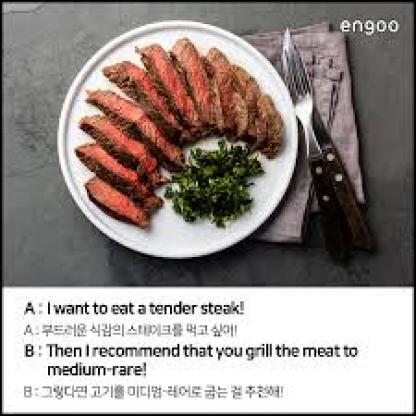 engoo
A : I want to eat a tender steak!
A : 부드러운 식감의 스테이크를 먹고 싶어!
B : Then I recommend that you grill the meat to
medium-rare!
B : 그렇다면 고기를 미디엄-레어로 굽는 걸 추천해!